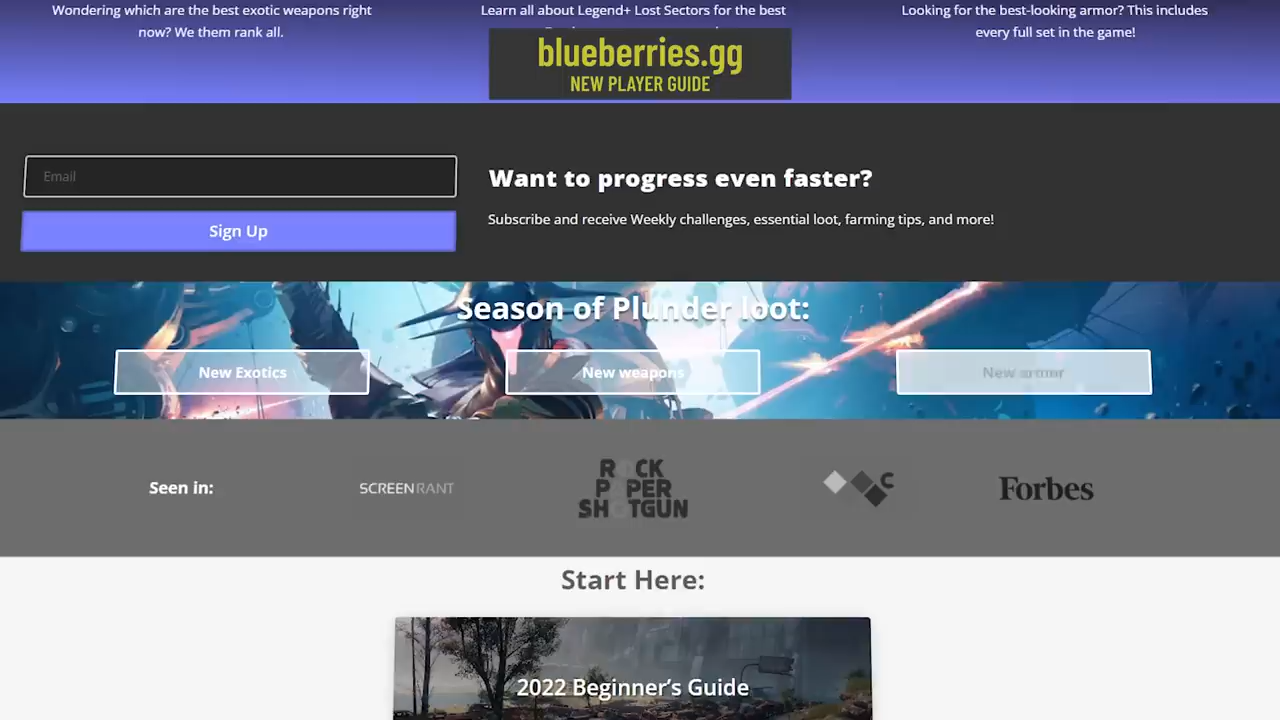 Wondering which are the best exotic weapons right
now? We them rank all.
Learn all about Legend+ Lost Sectors for the best
Looking for the best-looking armor? This includes
every full set in the game!
blueberries.gg
NEW PLAYER GUIDE
Email
Sign Up
Want to progress even faster?
Subscribe and receive Weekly challenges, essential loot, farming tips, and more!
Season of Plunder loot:
New Exotics
New weapons
New armor
Seen in:
SCREENRANT
ROCK
PAPER
SHOTGUN
C
Forbes
Start Here:
2022 Beginner's Guide